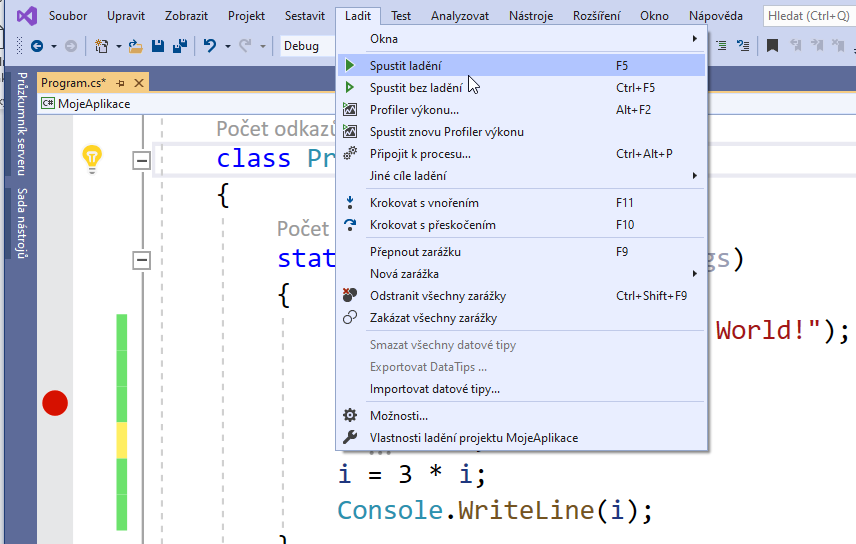 Soubor Upravit Zobrazit Projekt Sestavit Ladit Test Analyzovat Nástroje Rozšíření Okno Nápověda Hledat (Ctrl+Q)
Debug
Okna
Program.cs*
Spustit ladění F5
MojeAplikace
Spustit bez ladění Ctrl+F5
Profiler výkonu... Alt+F2
Spustit znovu Profiler výkonu
Připojit k procesu... Ctrl+Alt+P
Jiné cíle ladění
Krokovat s vnořením F11
Krokovat s přeskočením F10
Přepnout zarážku F9
Nová zarážka
Odstranit všechny zarážky Ctrl+Shift+F9
Zakázat všechny zarážky
Smazat všechny datové tipy
Exportovat DataTips ...
Importovat datové tipy...
Možnosti...
Vlastnosti ladění projektu MojeAplikace
Průzkumník serveru
Sada nástrojů
Počet odkazů
class Pr
{
Počet
stat gs)
{
World!");
i = 3 * i;
Console.WriteLine(i);